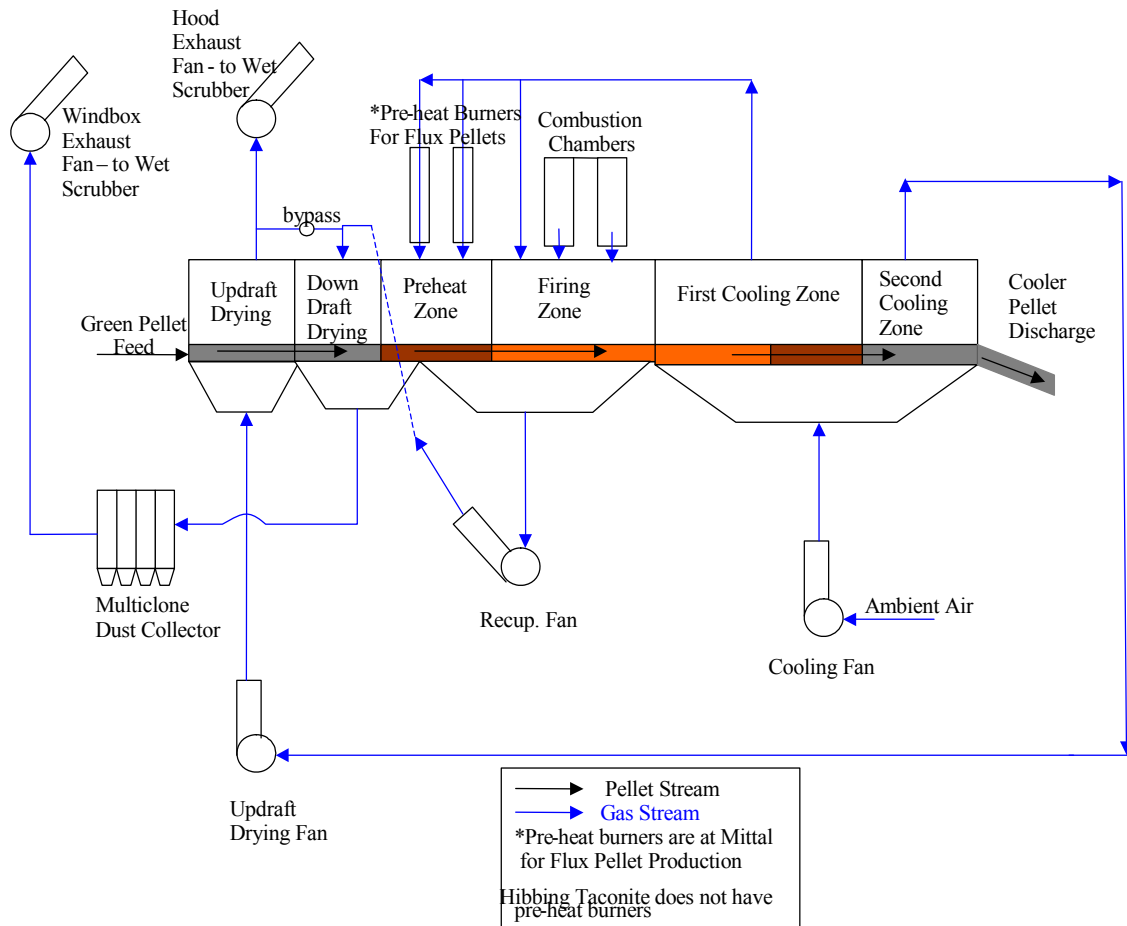 Hood
Exhaust
Fan - to Wet
Scrubber
Windbox
Exhaust
Fan – to Wet
Scrubber
*Pre-heat Burners
For Flux Pellets
Combustion
Chambers
bypass
Updraft
Drying
Down
Draft
Drying
Preheat
Zone
Firing
Zone
First Cooling Zone
Second
Cooling
Zone
Cooler
Pellet
Discharge
Green Pellet
Feed
Multiclone
Dust Collector
Recup. Fan
Ambient Air
Cooling Fan
Updraft
Drying Fan
Pellet Stream
Gas Stream
*Pre-heat burners are at Mittal
for Flux Pellet Production
Hibbing Taconite does not have
pre-heat burners